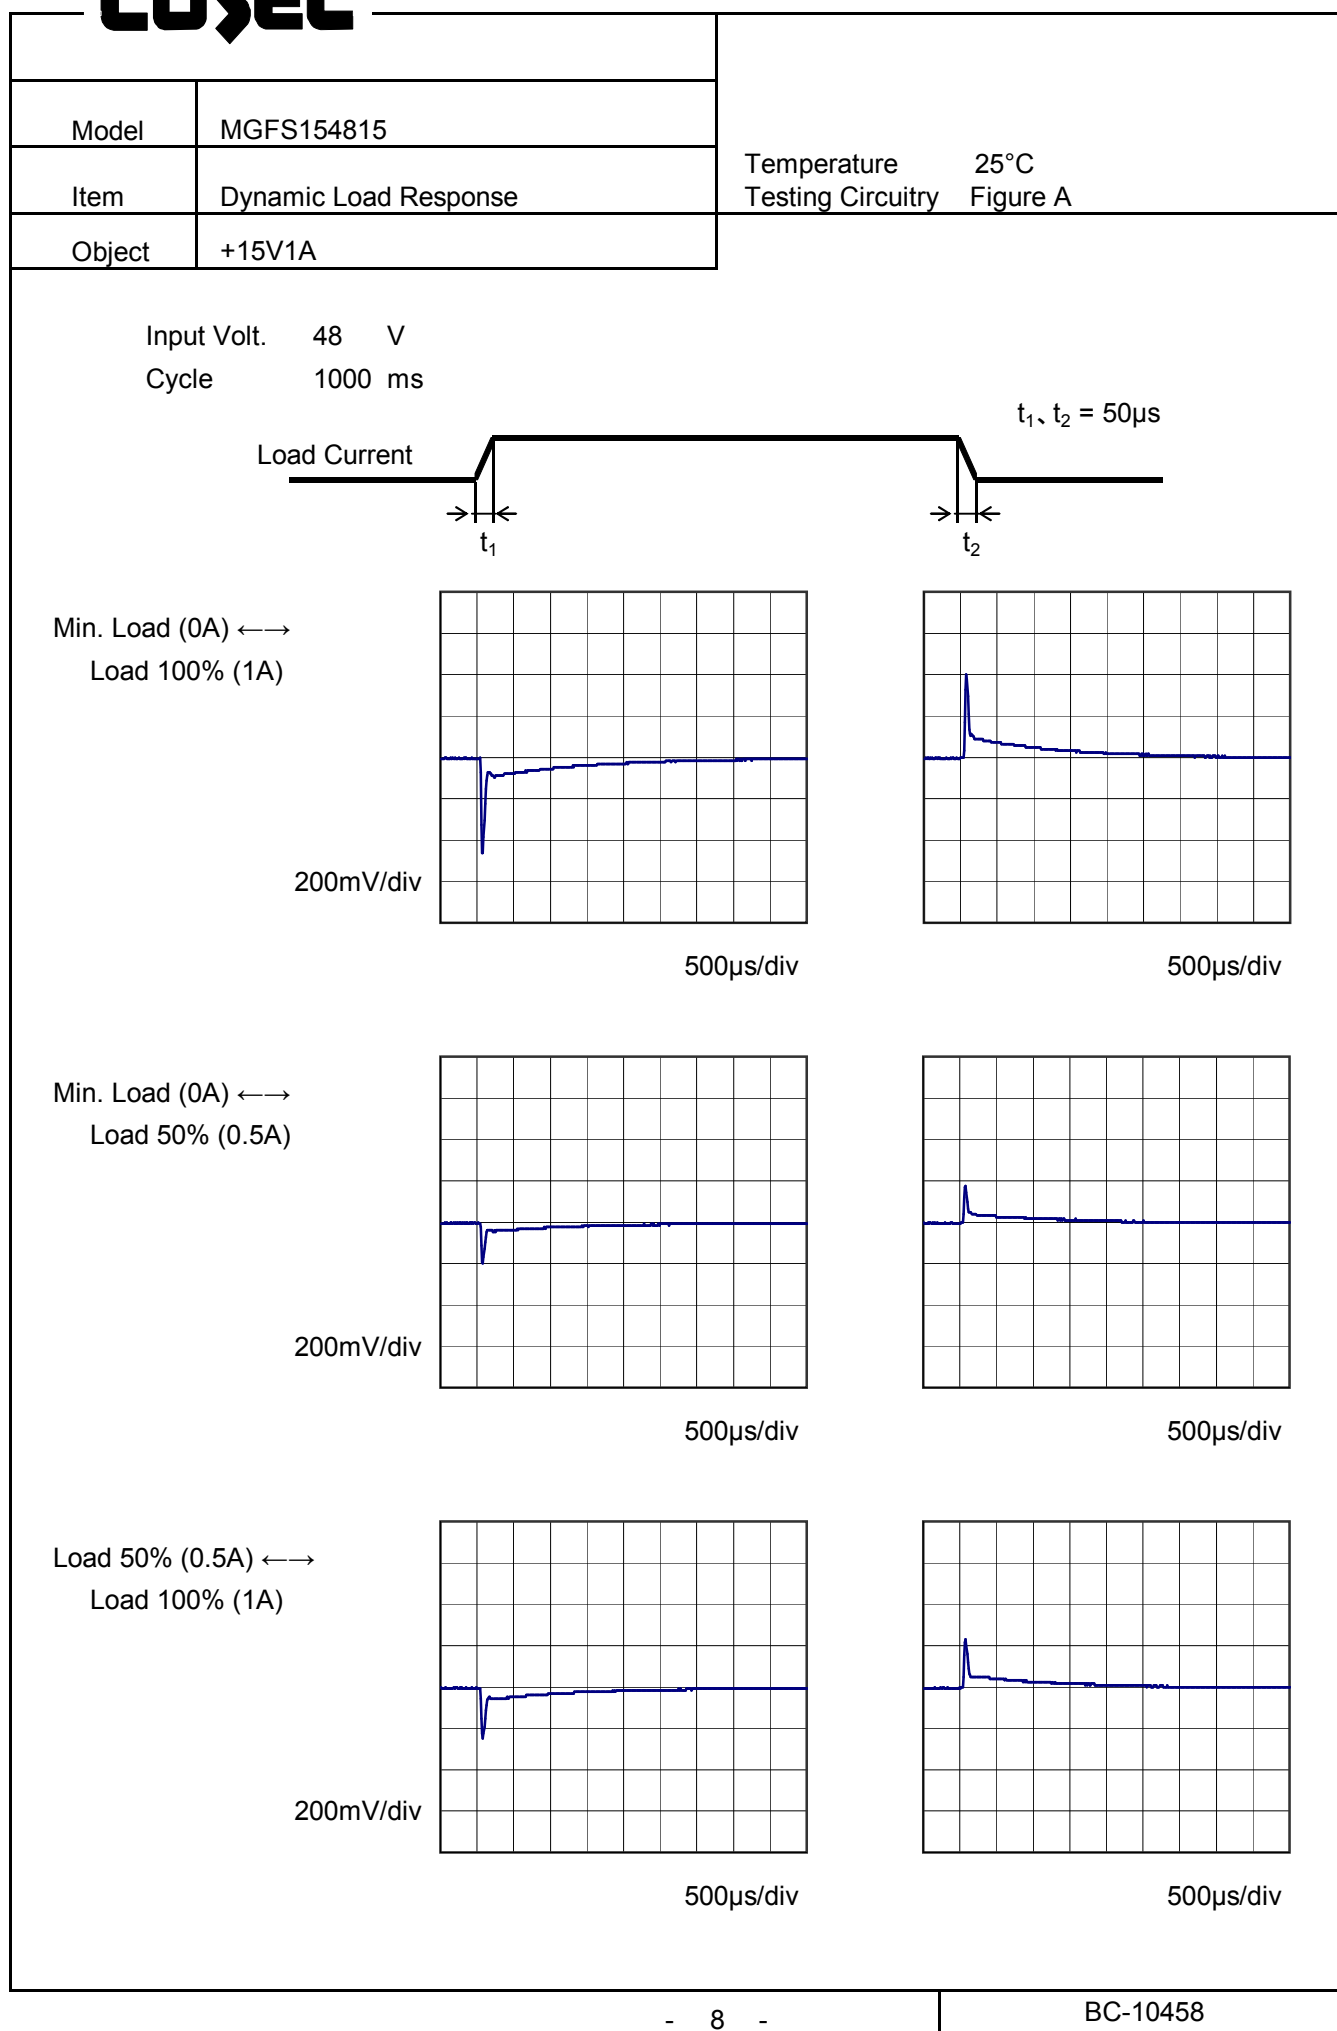 COSEL
Model MGFS154815
Item Dynamic Load Response
Object +15V1A
Temperature 25°C
Testing Circuitry Figure A
Input Volt. 48 V
Cycle 1000 ms
t₁、t₂ = 50µs
Load Current
t₁ t₂
Min. Load (0A) ←→
Load 100% (1A)
200mV/div
500µs/div 500µs/div
Min. Load (0A) ←→
Load 50% (0.5A)
200mV/div
500µs/div 500µs/div
Load 50% (0.5A) ←→
Load 100% (1A)
200mV/div
500µs/div 500µs/div
- 8 - BC-10458